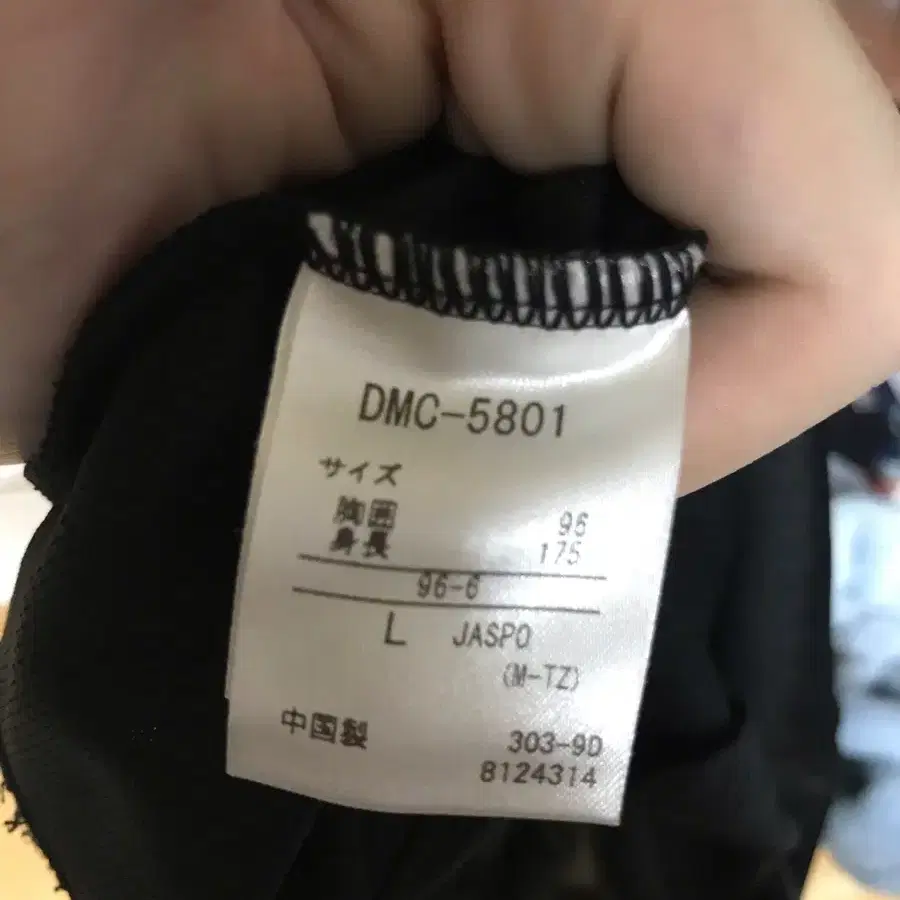 DMC-5801
サイズ
胸囲 96
身長 175
96-6
L JASPO
(M-TZ)
中国製 303-9D
8124314